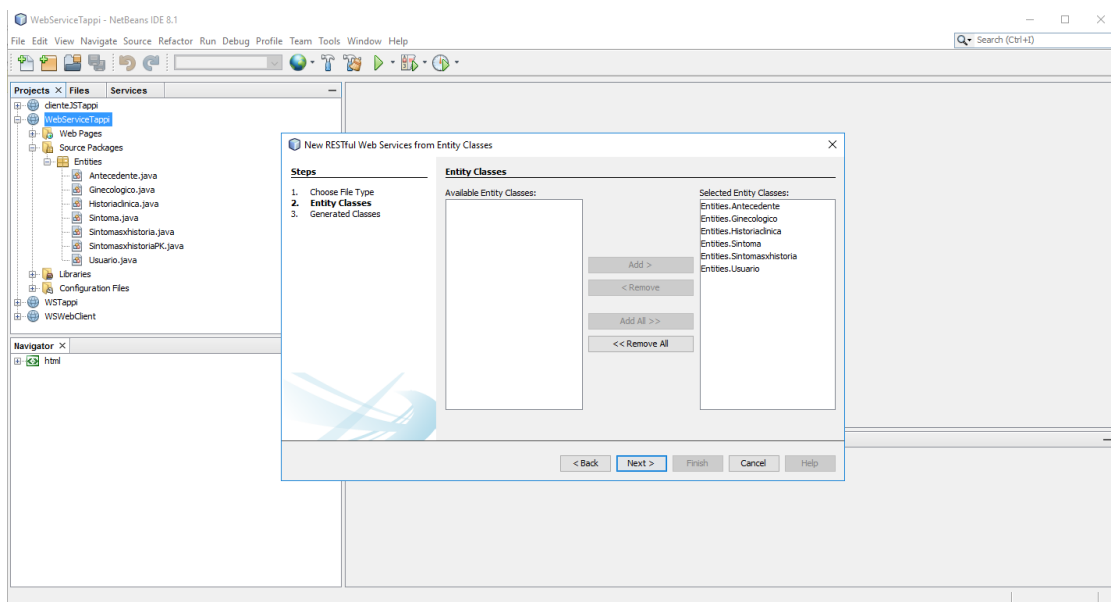 WebServiceTappi - NetBeans IDE 8.1
File Edit View Navigate Source Refactor Run Debug Profile Team Tools Window Help
Search (Ctrl+I)
Projects × Files Services
clienteJSTappi
WebServiceTappi
Web Pages
Source Packages
Entities
Antecedente.java
Ginecologico.java
Historiaclinica.java
Sintoma.java
Sintomasxhistoria.java
SintomasxhistoriaPK.java
Usuario.java
Libraries
Configuration Files
WSTappi
WSWebClient
Navigator ×
html
New RESTful Web Services from Entity Classes
Steps
1. Choose File Type
2. Entity Classes
3. Generated Classes
Entity Classes
Available Entity Classes:
Add >
< Remove
Add All >>
<< Remove All
Selected Entity Classes:
Entities.Antecedente
Entities.Ginecologico
Entities.Historiaclinica
Entities.Sintoma
Entities.Sintomasxhistoria
Entities.Usuario
< Back Next > Finish Cancel Help